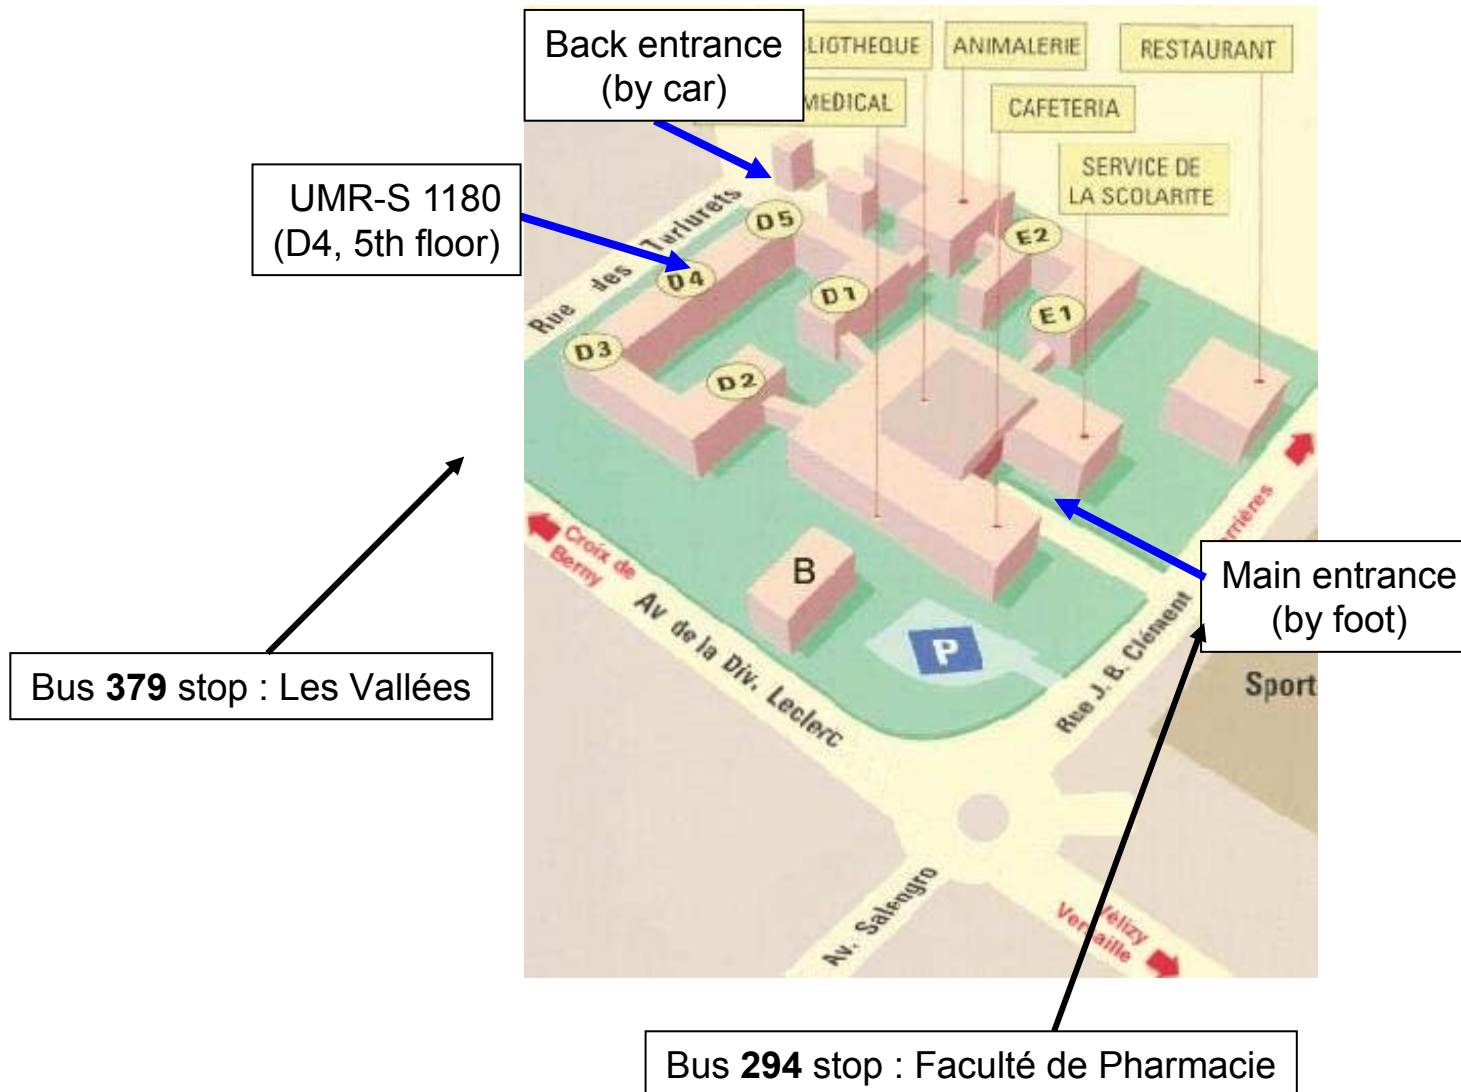 Back entrance
(by car)
ANIMALERIE
RESTAURANT
MEDICAL
CAFETERIA
SERVICE DE
LA SCOLARITE
UMR-S 1180
(D4, 5th floor)
Rue des Turlurets
D5
D4
D3
D1
D2
E2
E1
Croix de
Berny
B
P
Av de la Div. Leclerc
Rue J. B. Clément
Main entrance
(by foot)
Sport
Bus 379 stop : Les Vallées
Av. Salengro
Vélizy
Versaille
Bus 294 stop : Faculté de Pharmacie